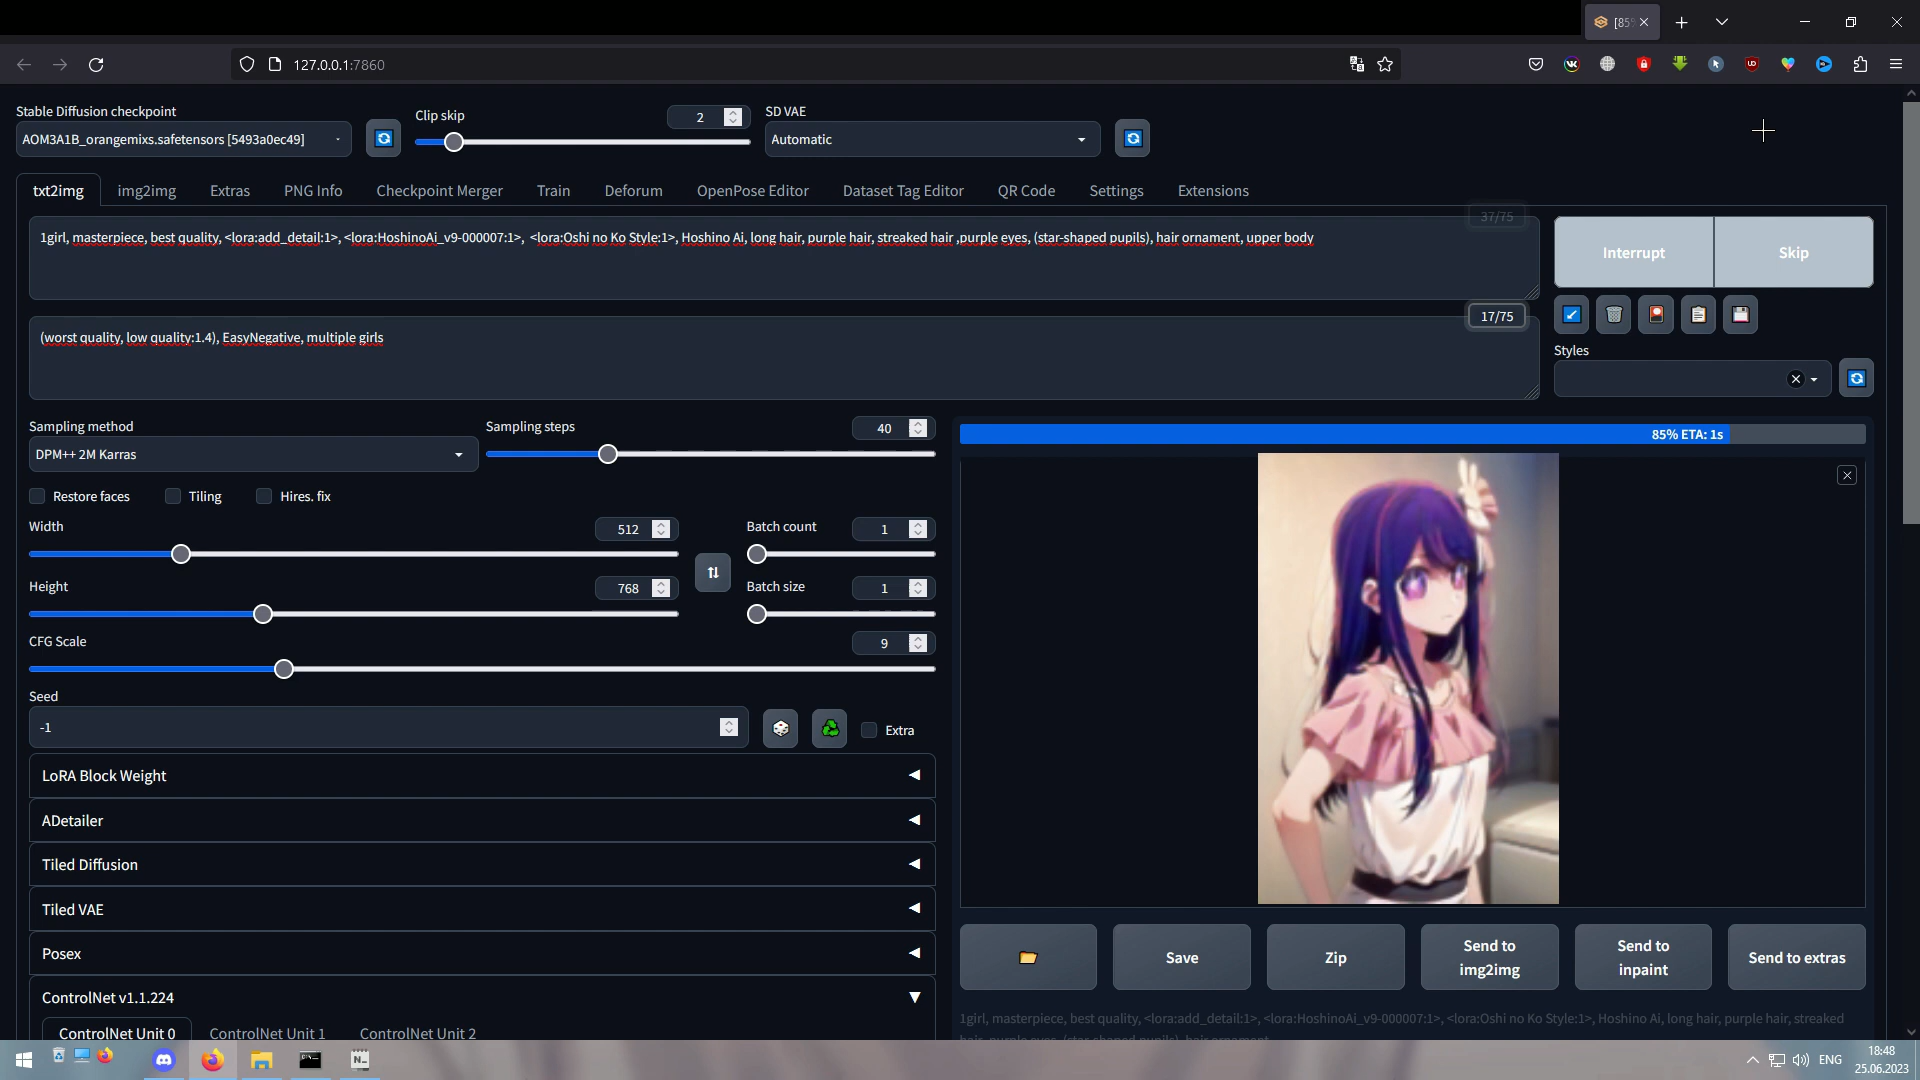 [85
127.0.0.1:7860
Stable Diffusion checkpoint
AOM3A1B_orangemixs.safetensors [5493a0ec49]
Clip skip
2
SD VAE
Automatic
txt2img
img2img
Extras
PNG Info
Checkpoint Merger
Train
Deforum
OpenPose Editor
Dataset Tag Editor
QR Code
Settings
Extensions
37/75
1girl, masterpiece, best quality, <lora:add_detail:1>, <lora:HoshinoAi_v9-000007:1>,  <lora:Oshi no Ko Style:1>, Hoshino Ai, long hair, purple hair, streaked hair ,purple eyes, (star-shaped pupils), hair ornament, upper body
Interrupt
Skip
17/75
(worst quality, low quality:1.4), EasyNegative, multiple girls
Styles
Sampling method
DPM++ 2M Karras
Sampling steps
40
85% ETA: 1s
Restore faces
Tiling
Hires. fix
Width
512
Batch count
1
Height
768
Batch size
1
CFG Scale
9
Seed
-1
Extra
LoRA Block Weight
ADetailer
Tiled Diffusion
Tiled VAE
Posex
ControlNet v1.1.224
ControlNet Unit 0
ControlNet Unit 1
ControlNet Unit 2
Save
Zip
Send to
img2img
Send to
inpaint
Send to extras
1girl, masterpiece, best quality, <lora:add_detail:1>, <lora:HoshinoAi_v9-000007:1>, <lora:Oshi no Ko Style:1>, Hoshino Ai, long hair, purple hair, streaked
hair, purple eyes, (star-shaped pupils), hair ornament
ENG
18:48
25.06.2023